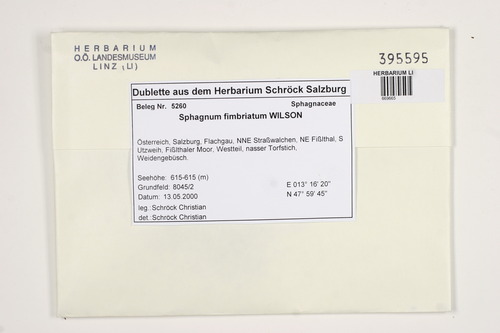 HERBARIUM
O.Ö. LANDESMUSEUM
LINZ (LI)
395595
HERBARIUM LI
Dublette aus dem Herbarium Schröck Salzburg
Beleg Nr. 5260 Sphagnaceae
Sphagnum fimbriatum WILSON
Österreich, Salzburg, Flachgau, NNE Straßwalchen, NE Fißlthal, S
Utzweih, Fißlthaler Moor, Westteil, nasser Torfstich,
Weidengebüsch.
Seehöhe: 615-615 (m)
Grundfeld: 8045/2
Datum: 13.05.2000
E 013° 16' 20"
N 47° 59' 45"
leg.: Schröck Christian
det.: Schröck Christian